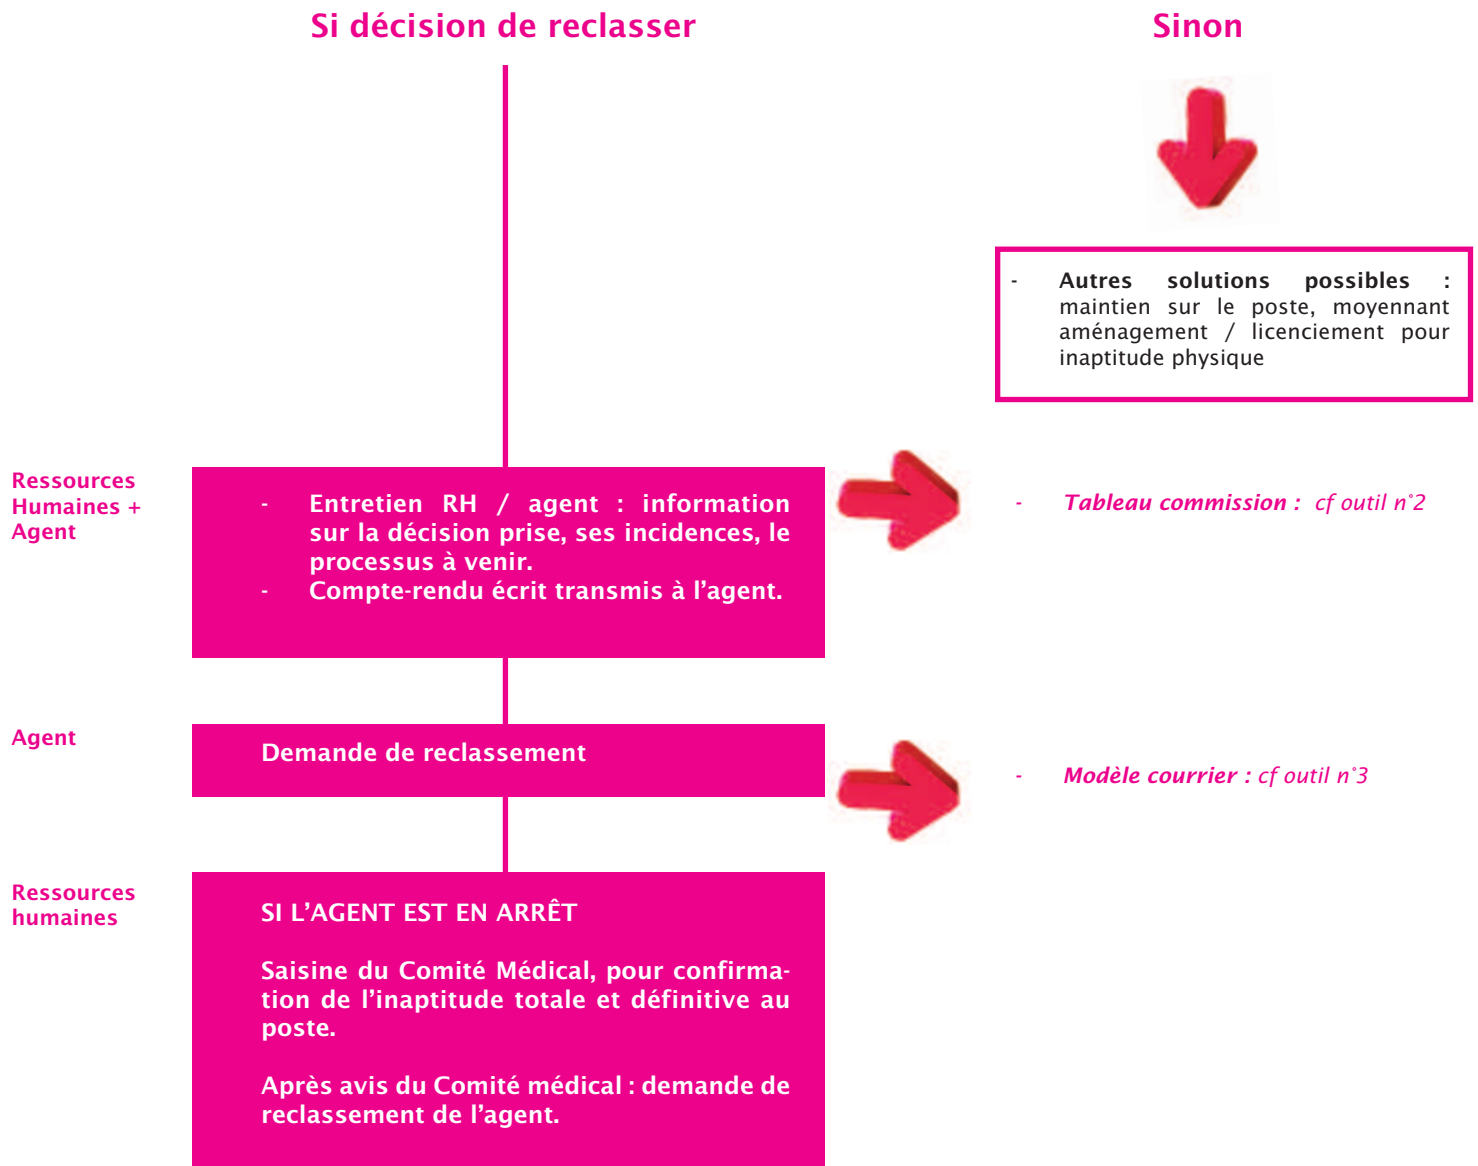 Si décision de reclasser
Sinon
- Autres solutions possibles :
maintien sur le poste, moyennant
aménagement / licenciement pour
inaptitude physique
Ressources
Humaines +
Agent
- Entretien RH / agent : information
sur la décision prise, ses incidences, le
processus à venir.
- Compte-rendu écrit transmis à l’agent.
- Tableau commission : cf outil n°2
Agent
Demande de reclassement
- Modèle courrier : cf outil n°3
Ressources
humaines
SI L’AGENT EST EN ARRÊT
Saisine du Comité Médical, pour confirma-
tion de l’inaptitude totale et définitive au
poste.
Après avis du Comité médical : demande de
reclassement de l’agent.